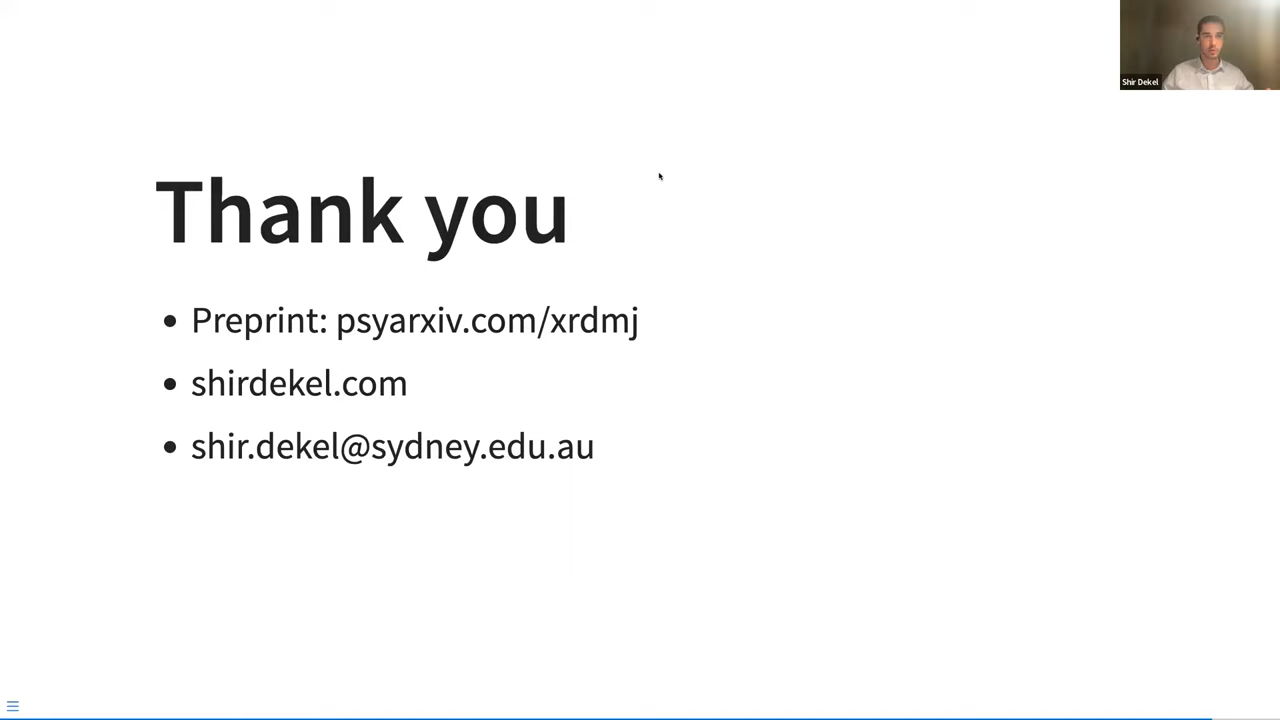 Shir Dekel
Thank you
• Preprint: psyarxiv.com/xrdmj
• shirdekel.com
• shir.dekel@sydney.edu.au